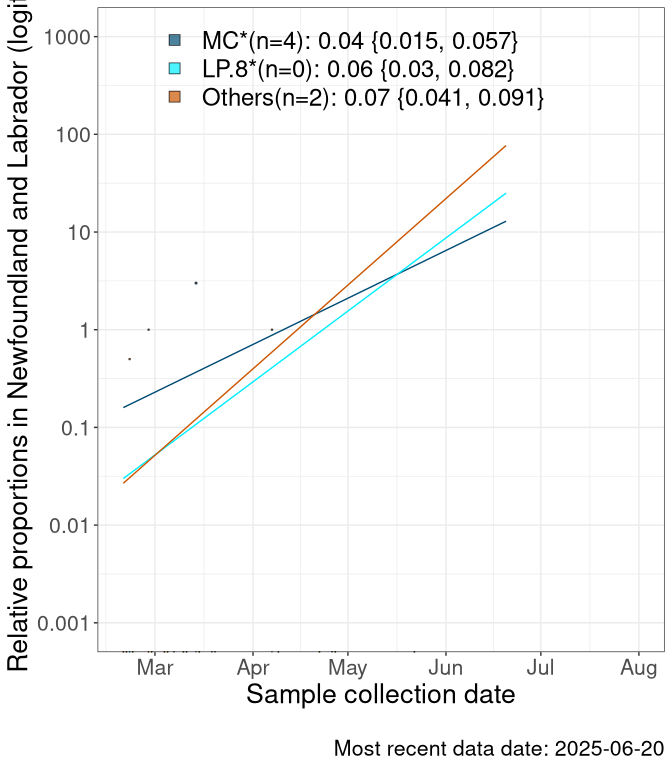 MC*(n=4): 0.04 {0.015, 0.057}
LP.8*(n=0): 0.06 {0.03, 0.082}
Others(n=2): 0.07 {0.041, 0.091}
Relative proportions in Newfoundland and Labrador
1000
100
10
1
0.1
0.01
0.001
Mar Apr May Jun Jul Aug
Sample collection date
Most recent data date: 2025-06-20